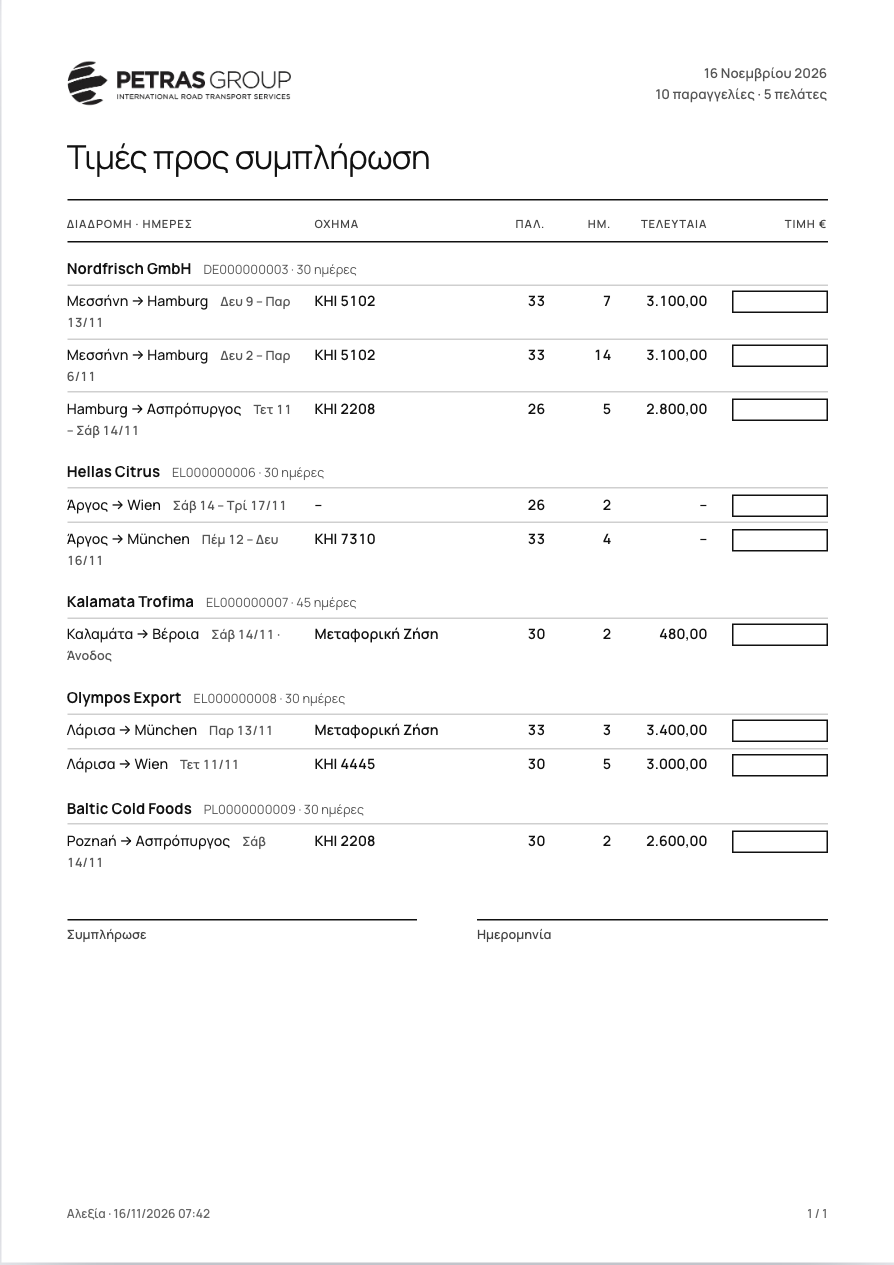 PETRAS GROUP
INTERNATIONAL ROAD TRANSPORT SERVICES
16 Νοεμβρίου 2026
10 παραγγελίες · 5 πελάτες
Τιμές προς συμπλήρωση
ΔΙΑΔΡΟΜΗ · ΗΜΕΡΕΣ ΟΧΗΜΑ ΠΑΛ. ΗΜ. ΤΕΛΕΥΤΑΙΑ ΤΙΜΗ €
Nordfrisch GmbH DE000000003 · 30 ημέρες
Μεσσήνη → Hamburg Δευ 9 – Παρ ΚΗΙ 5102 33 7 3.100,00
13/11
Μεσσήνη → Hamburg Δευ 2 – Παρ ΚΗΙ 5102 33 14 3.100,00
6/11
Hamburg → Ασπρόπυργος Τετ 11 ΚΗΙ 2208 26 5 2.800,00
– Σάβ 14/11
Hellas Citrus EL000000006 · 30 ημέρες
Άργος → Wien Σάβ 14 – Τρί 17/11 – 26 2 –
Άργος → München Πέμ 12 – Δευ ΚΗΙ 7310 33 4 –
16/11
Kalamata Trofima EL000000007 · 45 ημέρες
Καλαμάτα → Βέροια Σάβ 14/11 · Μεταφορική Ζήση 30 2 480,00
Άνοδος
Olympos Export EL000000008 · 30 ημέρες
Λάρισα → München Παρ 13/11 Μεταφορική Ζήση 33 3 3.400,00
Λάρισα → Wien Τετ 11/11 ΚΗΙ 4445 30 5 3.000,00
Baltic Cold Foods PL0000000009 · 30 ημέρες
Poznań → Ασπρόπυργος Σάβ ΚΗΙ 2208 30 2 2.600,00
14/11
Συμπλήρωσε Ημερομηνία
Αλεξία · 16/11/2026 07:42 1 / 1